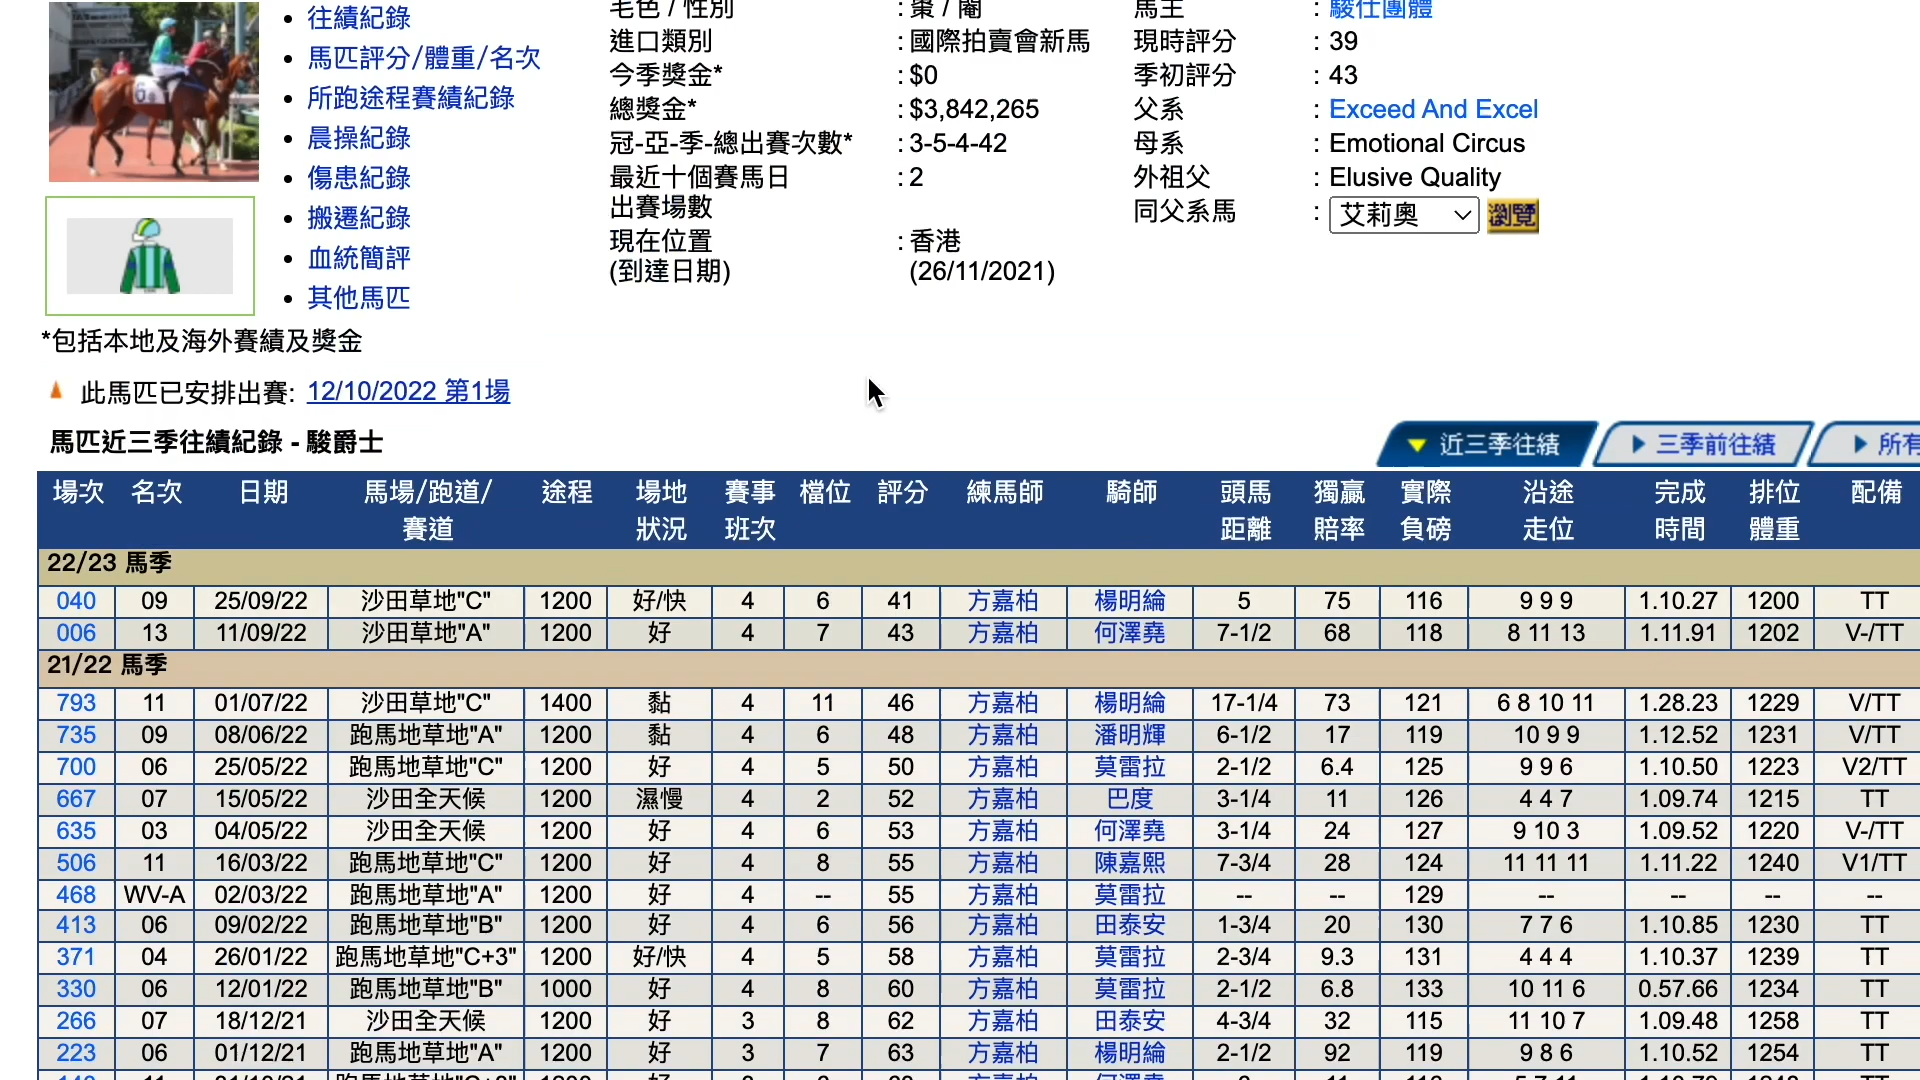 往績紀錄
馬匹評分/體重/名次
所跑途程賽績紀錄
晨操紀錄
傷患紀錄
搬遷紀錄
血統簡評
其他馬匹
毛色 / 性別 : 棗 / 閹
進口類別 : 國際拍賣會新馬
今季獎金* : $0
總獎金* : $3,842,265
冠-亞-季-總出賽次數* : 3-5-4-42
最近十個賽馬日 : 2
出賽場數
現在位置 : 香港
(到達日期) (26/11/2021)
馬主 : 駿仕團體
現時評分 : 39
季初評分 : 43
父系 : Exceed And Excel
母系 : Emotional Circus
外祖父 : Elusive Quality
同父系馬 : 艾莉奧 瀏覽
*包括本地及海外賽績及獎金
此馬匹已安排出賽: 12/10/2022 第1場
馬匹近三季往績紀錄 - 駿爵士
近三季往績 三季前往績 所有
場次 名次 日期 馬場/跑道/ 途程 場地 賽事 檔位 評分 練馬師 騎師 頭馬 獨贏 實際 沿途 完成 排位 配備
賽道 狀況 班次 距離 賠率 負磅 走位 時間 體重
22/23 馬季
040 09 25/09/22 沙田草地"C" 1200 好/快 4 6 41 方嘉柏 楊明綸 5 75 116 9 9 9 1.10.27 1200 TT
006 13 11/09/22 沙田草地"A" 1200 好 4 7 43 方嘉柏 何澤堯 7-1/2 68 118 8 11 13 1.11.91 1202 V-/TT
21/22 馬季
793 11 01/07/22 沙田草地"C" 1400 黏 4 11 46 方嘉柏 楊明綸 17-1/4 73 121 6 8 10 11 1.28.23 1229 V/TT
735 09 08/06/22 跑馬地草地"A" 1200 黏 4 6 48 方嘉柏 潘明輝 6-1/2 17 119 10 9 9 1.12.52 1231 V/TT
700 06 25/05/22 跑馬地草地"C" 1200 好 4 5 50 方嘉柏 莫雷拉 2-1/2 6.4 125 9 9 6 1.10.50 1223 V2/TT
667 07 15/05/22 沙田全天候 1200 濕慢 4 2 52 方嘉柏 巴度 3-1/4 11 126 4 4 7 1.09.74 1215 TT
635 03 04/05/22 沙田全天候 1200 好 4 6 53 方嘉柏 何澤堯 3-1/4 24 127 9 10 3 1.09.52 1220 V-/TT
506 11 16/03/22 跑馬地草地"C" 1200 好 4 8 55 方嘉柏 陳嘉熙 7-3/4 28 124 11 11 11 1.11.22 1240 V1/TT
468 WV-A 02/03/22 跑馬地草地"A" 1200 好 4 -- 55 方嘉柏 莫雷拉 -- -- 129 -- -- -- --
413 06 09/02/22 跑馬地草地"B" 1200 好 4 6 56 方嘉柏 田泰安 1-3/4 20 130 7 7 6 1.10.85 1230 TT
371 04 26/01/22 跑馬地草地"C+3" 1200 好/快 4 5 58 方嘉柏 莫雷拉 2-3/4 9.3 131 4 4 4 1.10.37 1239 TT
330 06 12/01/22 跑馬地草地"B" 1000 好 4 8 60 方嘉柏 莫雷拉 2-1/2 6.8 133 10 11 6 0.57.66 1234 TT
266 07 18/12/21 沙田全天候 1200 好 3 8 62 方嘉柏 田泰安 4-3/4 32 115 11 10 7 1.09.48 1258 TT
223 06 01/12/21 跑馬地草地"A" 1200 好 3 7 63 方嘉柏 楊明綸 2-1/2 92 119 9 8 6 1.10.52 1254 TT